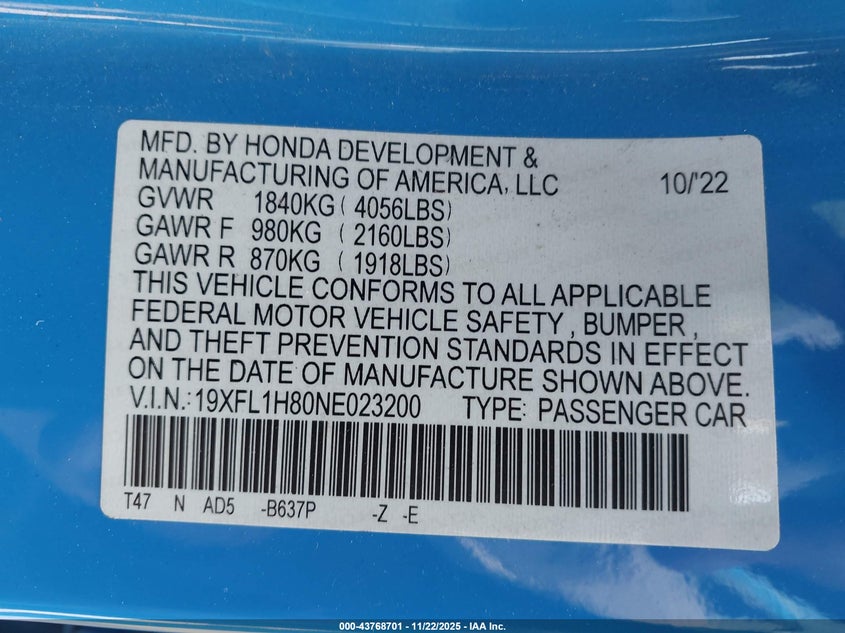 MFD. BY HONDA DEVELOPMENT &
MANUFACTURING OF AMERICA, LLC 10/'22
GVWR 1840KG ( 4056LBS)
GAWR F 980KG ( 2160LBS)
GAWR R 870KG ( 1918LBS)
THIS VEHICLE CONFORMS TO ALL APPLICABLE
FEDERAL MOTOR VEHICLE SAFETY , BUMPER ,
AND THEFT PREVENTION STANDARDS IN EFFECT
ON THE DATE OF MANUFACTURE SHOWN ABOVE.
V.I.N.: 19XFL1H80NE023200 TYPE: PASSENGER CAR
T47 N AD5 -B637P -Z -E
000-43768701 - 11/22/2025 - IAA Inc.